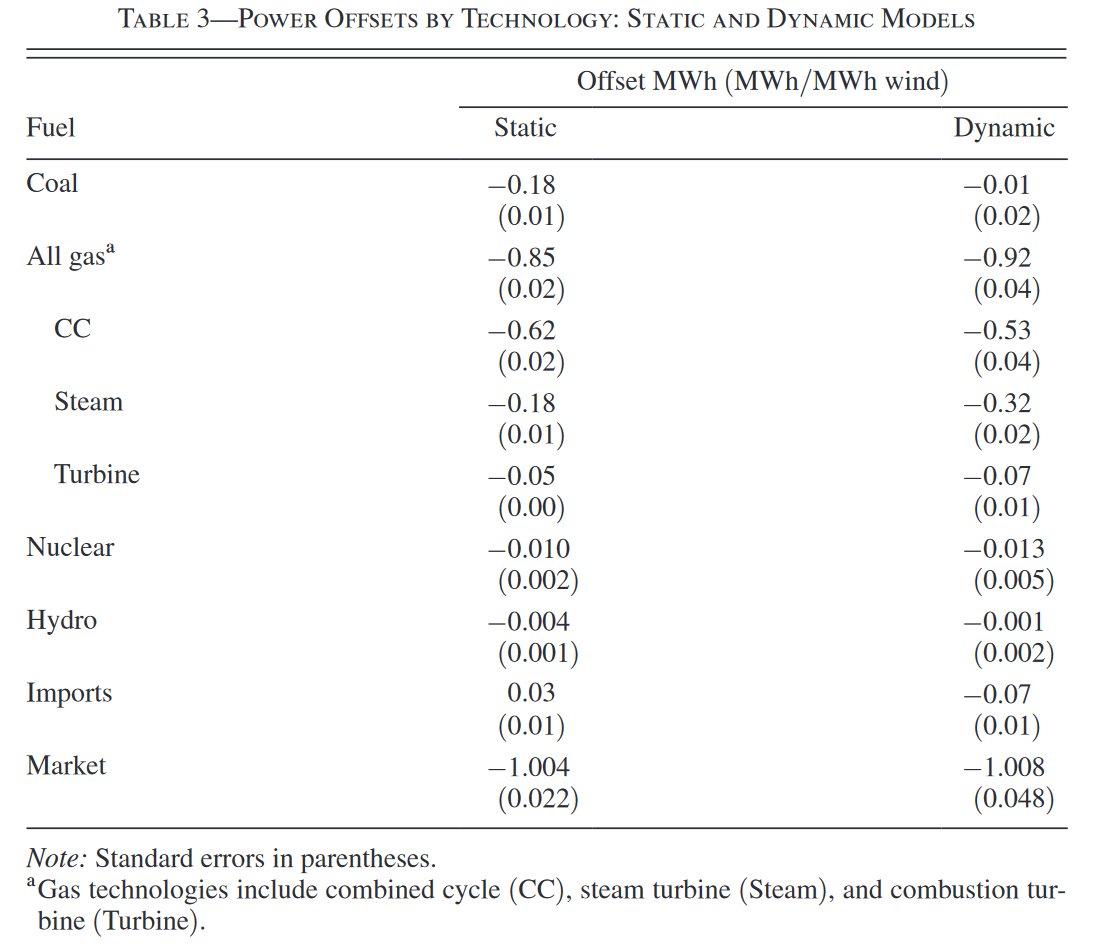 TABLE 3—POWER OFFSETS BY TECHNOLOGY: STATIC AND DYNAMIC MODELS
Offset MWh (MWh/MWh wind)
Fuel Static Dynamic
Coal −0.18 −0.01
(0.01) (0.02)
All gasᵃ −0.85 −0.92
(0.02) (0.04)
CC −0.62 −0.53
(0.02) (0.04)
Steam −0.18 −0.32
(0.01) (0.02)
Turbine −0.05 −0.07
(0.00) (0.01)
Nuclear −0.010 −0.013
(0.002) (0.005)
Hydro −0.004 −0.001
(0.001) (0.002)
Imports 0.03 −0.07
(0.01) (0.01)
Market −1.004 −1.008
(0.022) (0.048)
Note: Standard errors in parentheses.
ᵃGas technologies include combined cycle (CC), steam turbine (Steam), and combustion tur-
bine (Turbine).